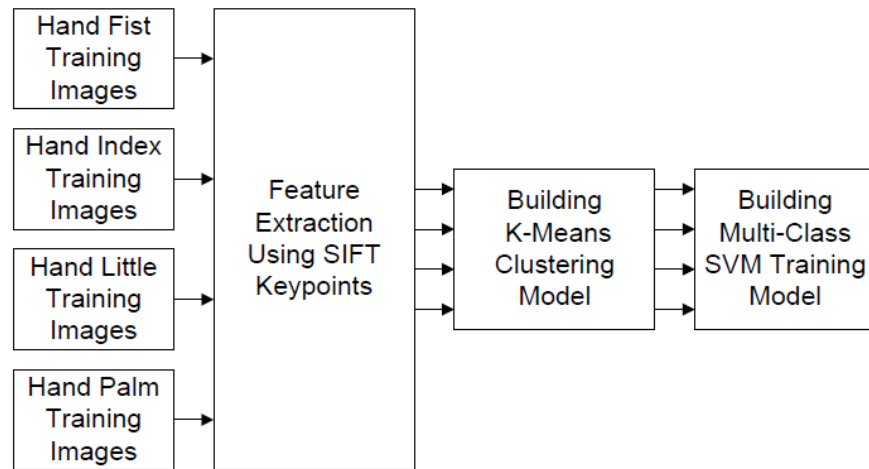 Hand Fist
Training
Images
Hand Index
Training
Images
Hand Little
Training
Images
Hand Palm
Training
Images
Feature
Extraction
Using SIFT
Keypoints
Building
K-Means
Clustering
Model
Building
Multi-Class
SVM Training
Model